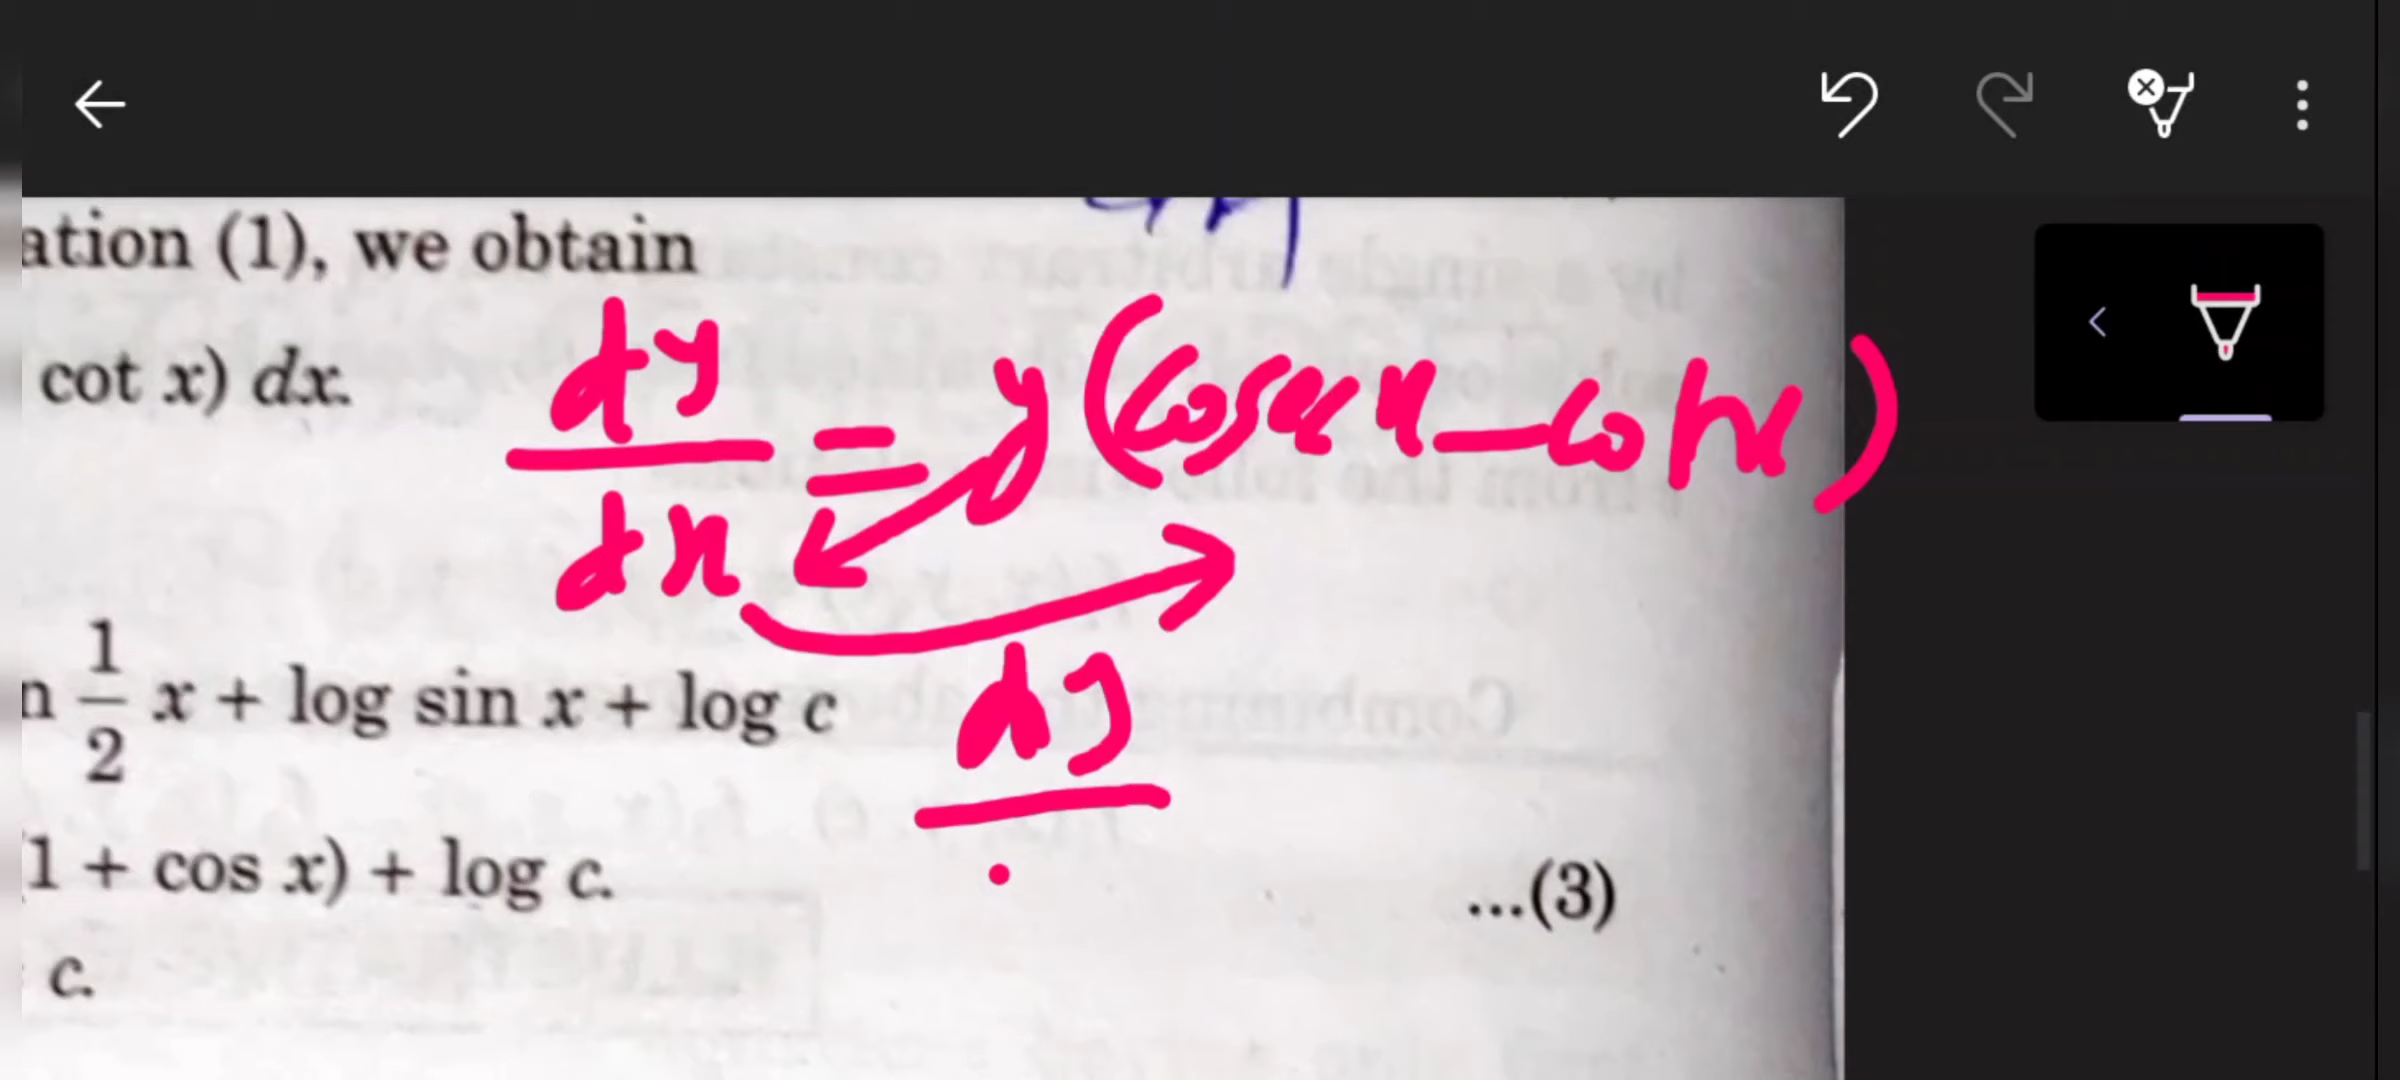 ation (1), we obtain
cot x) dx.
dy/dx = y(cosec x - cot x)
n 1/2 x + log sin x + log c
dy
1 + cos x) + log c.
...(3)
c.